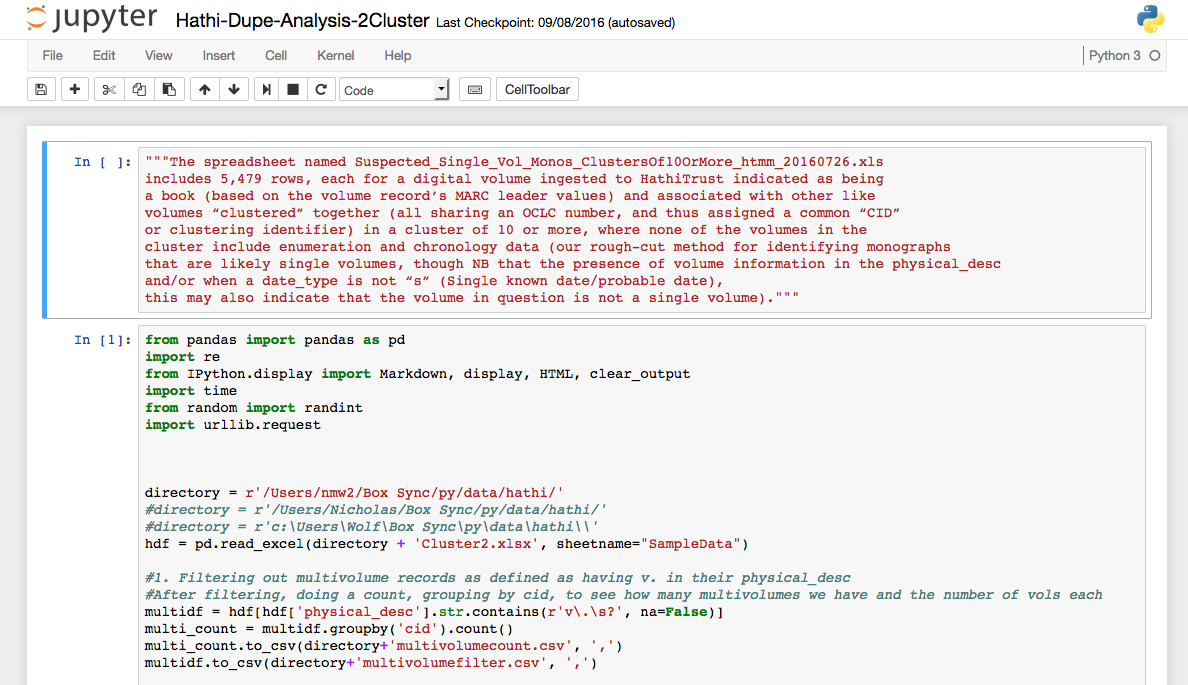 jupyter Hathi-Dupe-Analysis-2Cluster Last Checkpoint: 09/08/2016 (autosaved)
File Edit View Insert Cell Kernel Help Python 3
Code CellToolbar
In [ ]: """The spreadsheet named Suspected_Single_Vol_Monos_ClustersOf10OrMore_htmm_20160726.xls
includes 5,479 rows, each for a digital volume ingested to HathiTrust indicated as being
a book (based on the volume record’s MARC leader values) and associated with other like
volumes “clustered” together (all sharing an OCLC number, and thus assigned a common “CID”
or clustering identifier) in a cluster of 10 or more, where none of the volumes in the
cluster include enumeration and chronology data (our rough-cut method for identifying monographs
that are likely single volumes, though NB that the presence of volume information in the physical_desc
and/or when a date_type is not “s” (Single known date/probable date),
this may also indicate that the volume in question is not a single volume)."""
In [1]: from pandas import pandas as pd
import re
from IPython.display import Markdown, display, HTML, clear_output
import time
from random import randint
import urllib.request
directory = r'/Users/nmw2/Box Sync/py/data/hathi/'
#directory = r'/Users/Nicholas/Box Sync/py/data/hathi/'
#directory = r'c:\Users\Wolf\Box Sync\py\data\hathi\\'
hdf = pd.read_excel(directory + 'Cluster2.xlsx', sheetname="SampleData")
#1. Filtering out multivolume records as defined as having v. in their physical_desc
#After filtering, doing a count, grouping by cid, to see how many multivolumes we have and the number of vols each
multidf = hdf[hdf['physical_desc'].str.contains(r'v\.\s?', na=False)]
multi_count = multidf.groupby('cid').count()
multi_count.to_csv(directory+'multivolumecount.csv', ',')
multidf.to_csv(directory+'multivolumefilter.csv', ',')